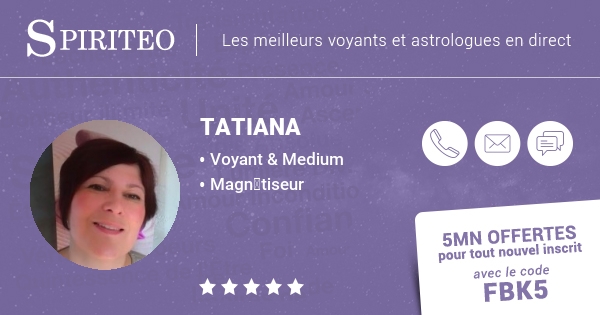 SPIRITEO
Les meilleurs voyants et astrologues en direct
TATIANA
• Voyant & Medium
• Magn▯tiseur
5MN OFFERTES
pour tout nouvel inscrit
avec le code
FBK5